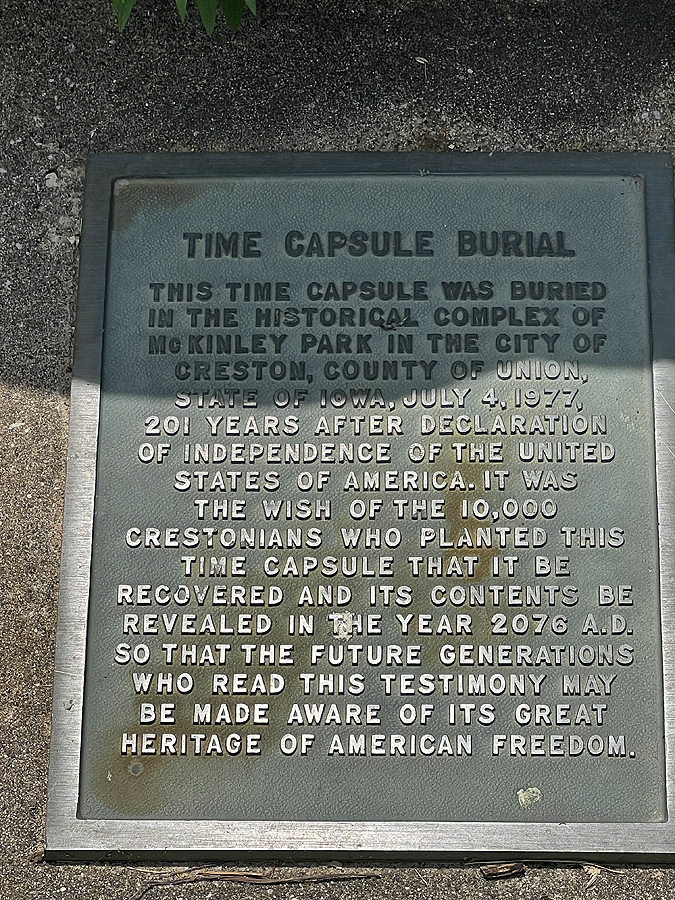 TIME CAPSULE BURIAL
THIS TIME CAPSULE WAS BURIED
IN THE HISTORICAL COMPLEX OF
McKINLEY PARK IN THE CITY OF
CRESTON, COUNTY OF UNION,
STATE OF IOWA, JULY 4, 1977,
201 YEARS AFTER DECLARATION
OF INDEPENDENCE OF THE UNITED
STATES OF AMERICA. IT WAS
THE WISH OF THE 10,000
CRESTONIANS WHO PLANTED THIS
TIME CAPSULE THAT IT BE
RECOVERED AND ITS CONTENTS BE
REVEALED IN THE YEAR 2076 A.D.
SO THAT THE FUTURE GENERATIONS
WHO READ THIS TESTIMONY MAY
BE MADE AWARE OF ITS GREAT
HERITAGE OF AMERICAN FREEDOM.